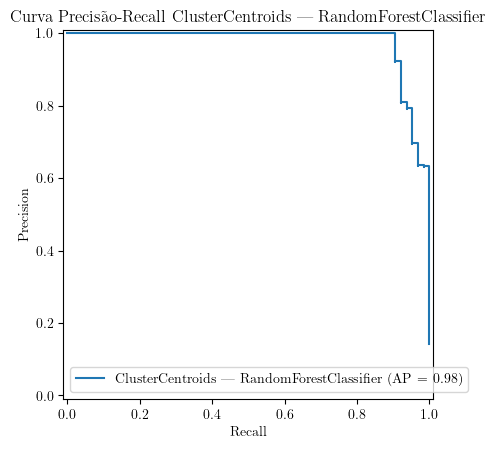 Curva Precisão-Recall ClusterCentroids — RandomForestClassifier
1.0
0.8
0.6
0.4
0.2
0.0
Precision
ClusterCentroids — RandomForestClassifier (AP = 0.98)
0.0 0.2 0.4 0.6 0.8 1.0
Recall